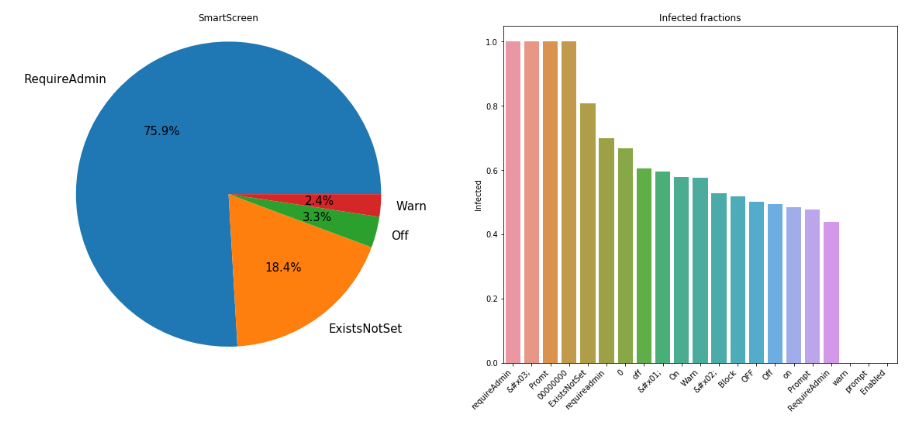 SmartScreen
RequireAdmin
75.9%
2.4%
Warn
3.3%
Off
18.4%
ExistsNotSet
Infected fractions
Infected
1.0
0.8
0.6
0.4
0.2
0.0
requireAdmin
&#x03;
Promt
00000000
ExistsNotSet
requireadmin
0
off
&#x01;
On
Warn
&#x02;
Block
OFF
Off
on
Prompt
RequireAdmin
warn
prompt
Enabled